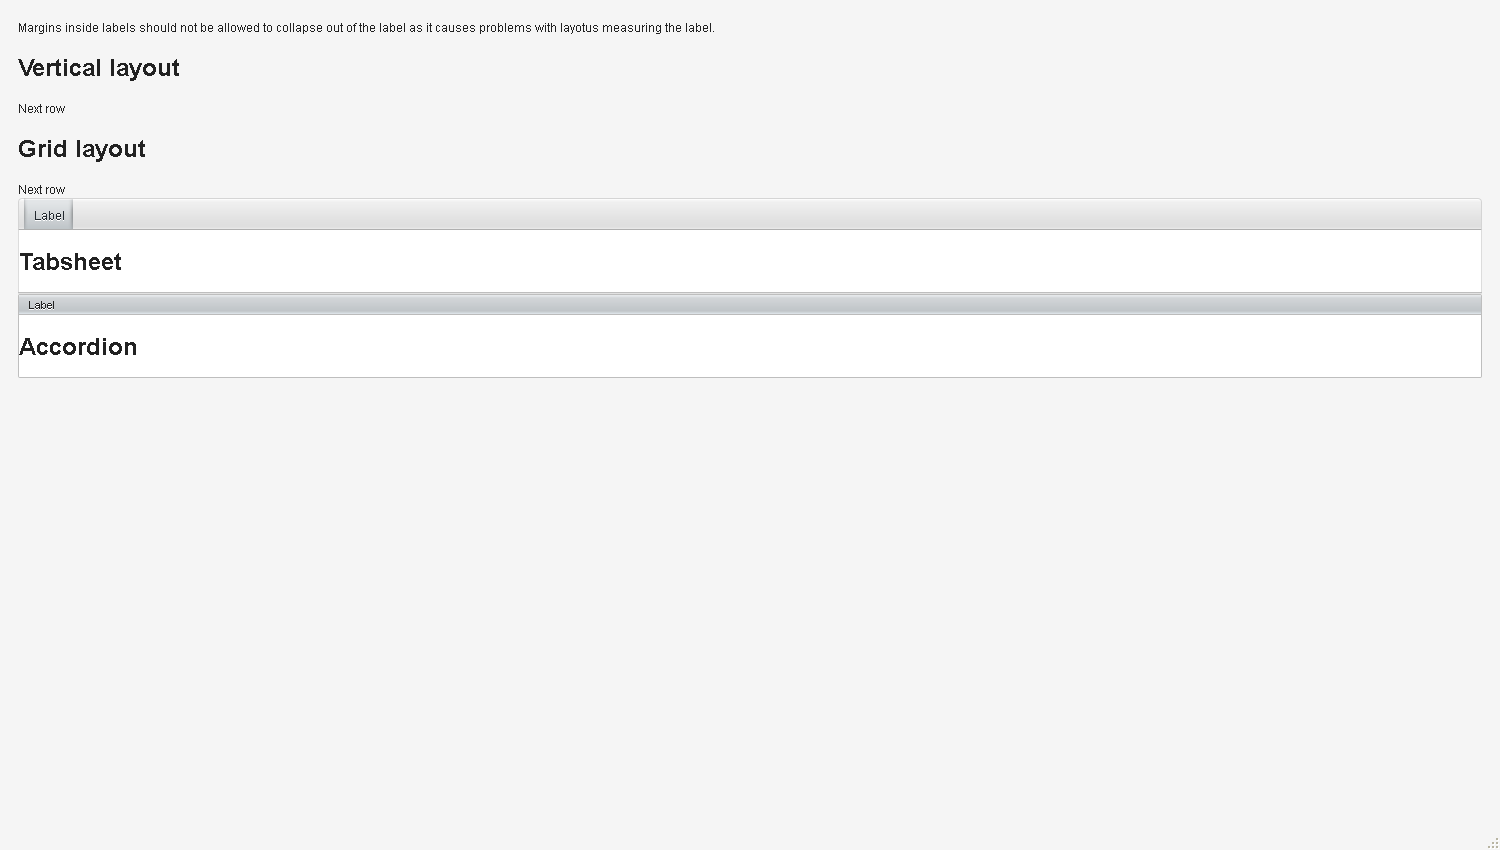 Margins inside labels should not be allowed to collapse out of the label as it causes problems with layotus measuring the label.
Vertical layout
Next row
Grid layout
Next row
Label
Tabsheet
Label
Accordion